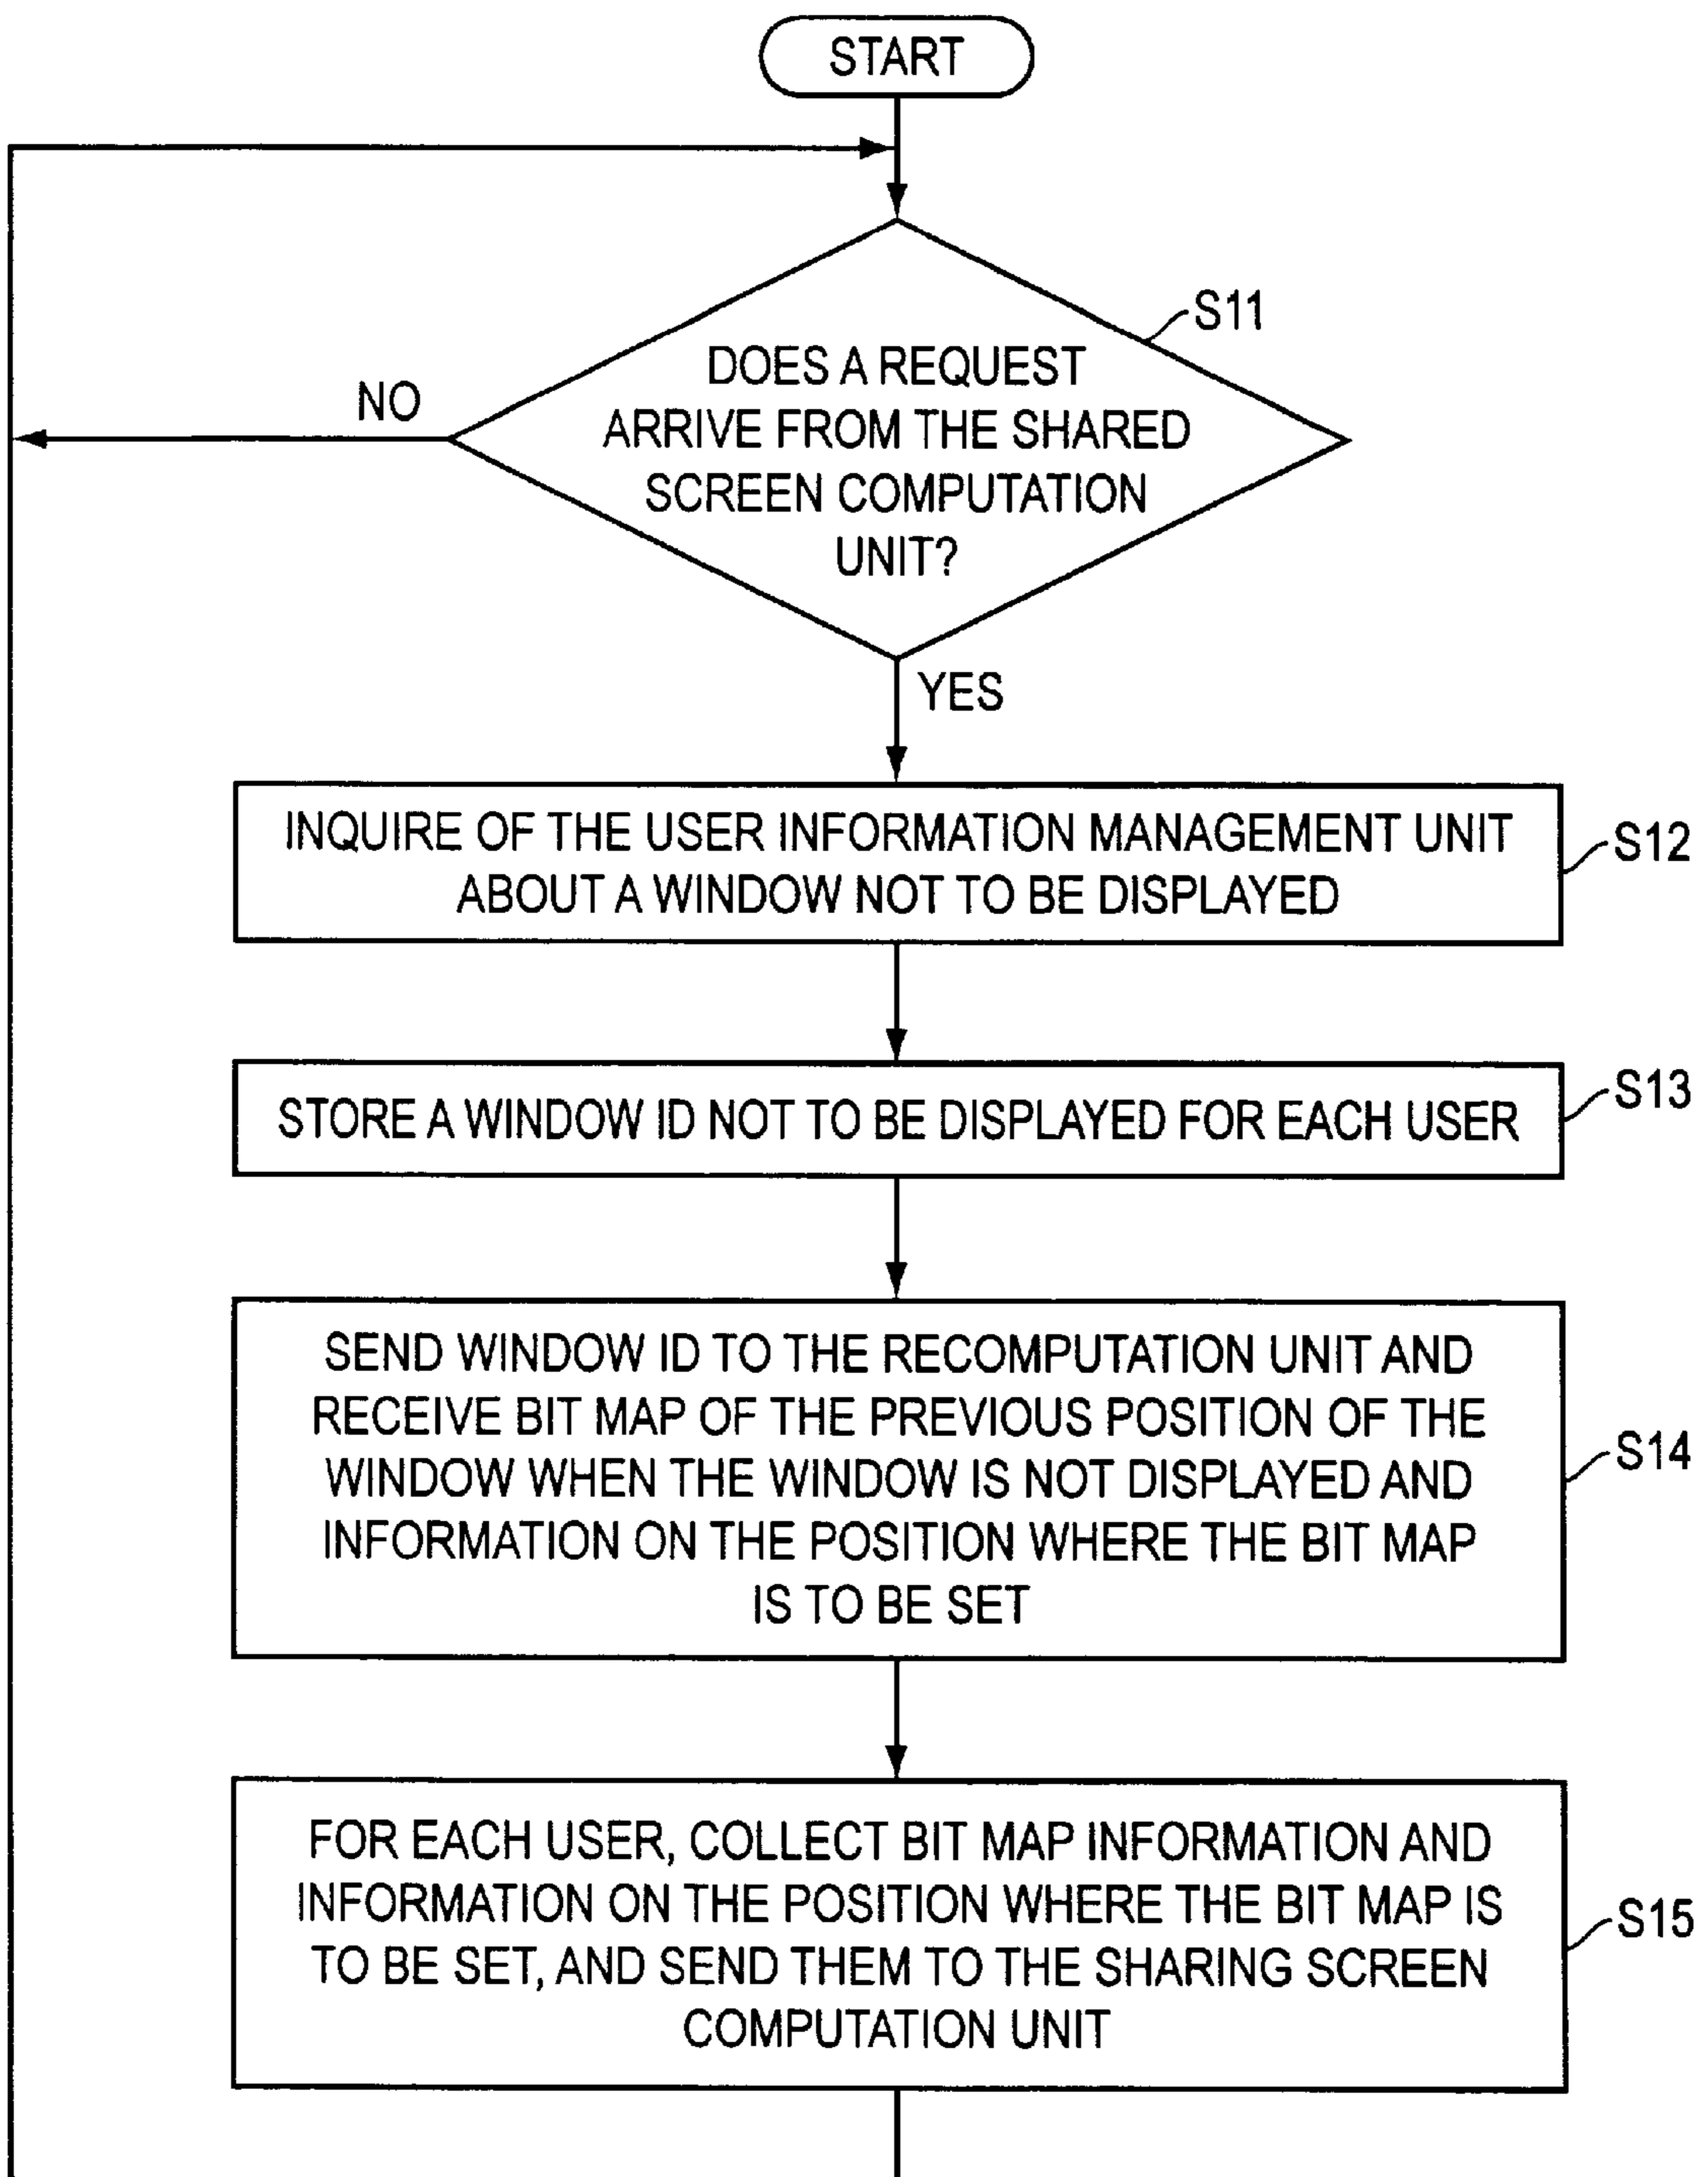 START
S11
DOES A REQUEST
ARRIVE FROM THE SHARED
SCREEN COMPUTATION
UNIT?
NO
YES
INQUIRE OF THE USER INFORMATION MANAGEMENT UNIT
ABOUT A WINDOW NOT TO BE DISPLAYED
S12
STORE A WINDOW ID NOT TO BE DISPLAYED FOR EACH USER
S13
SEND WINDOW ID TO THE RECOMPUTATION UNIT AND
RECEIVE BIT MAP OF THE PREVIOUS POSITION OF THE
WINDOW WHEN THE WINDOW IS NOT DISPLAYED AND
INFORMATION ON THE POSITION WHERE THE BIT MAP
IS TO BE SET
S14
FOR EACH USER, COLLECT BIT MAP INFORMATION AND
INFORMATION ON THE POSITION WHERE THE BIT MAP IS
TO BE SET, AND SEND THEM TO THE SHARING SCREEN
COMPUTATION UNIT
S15